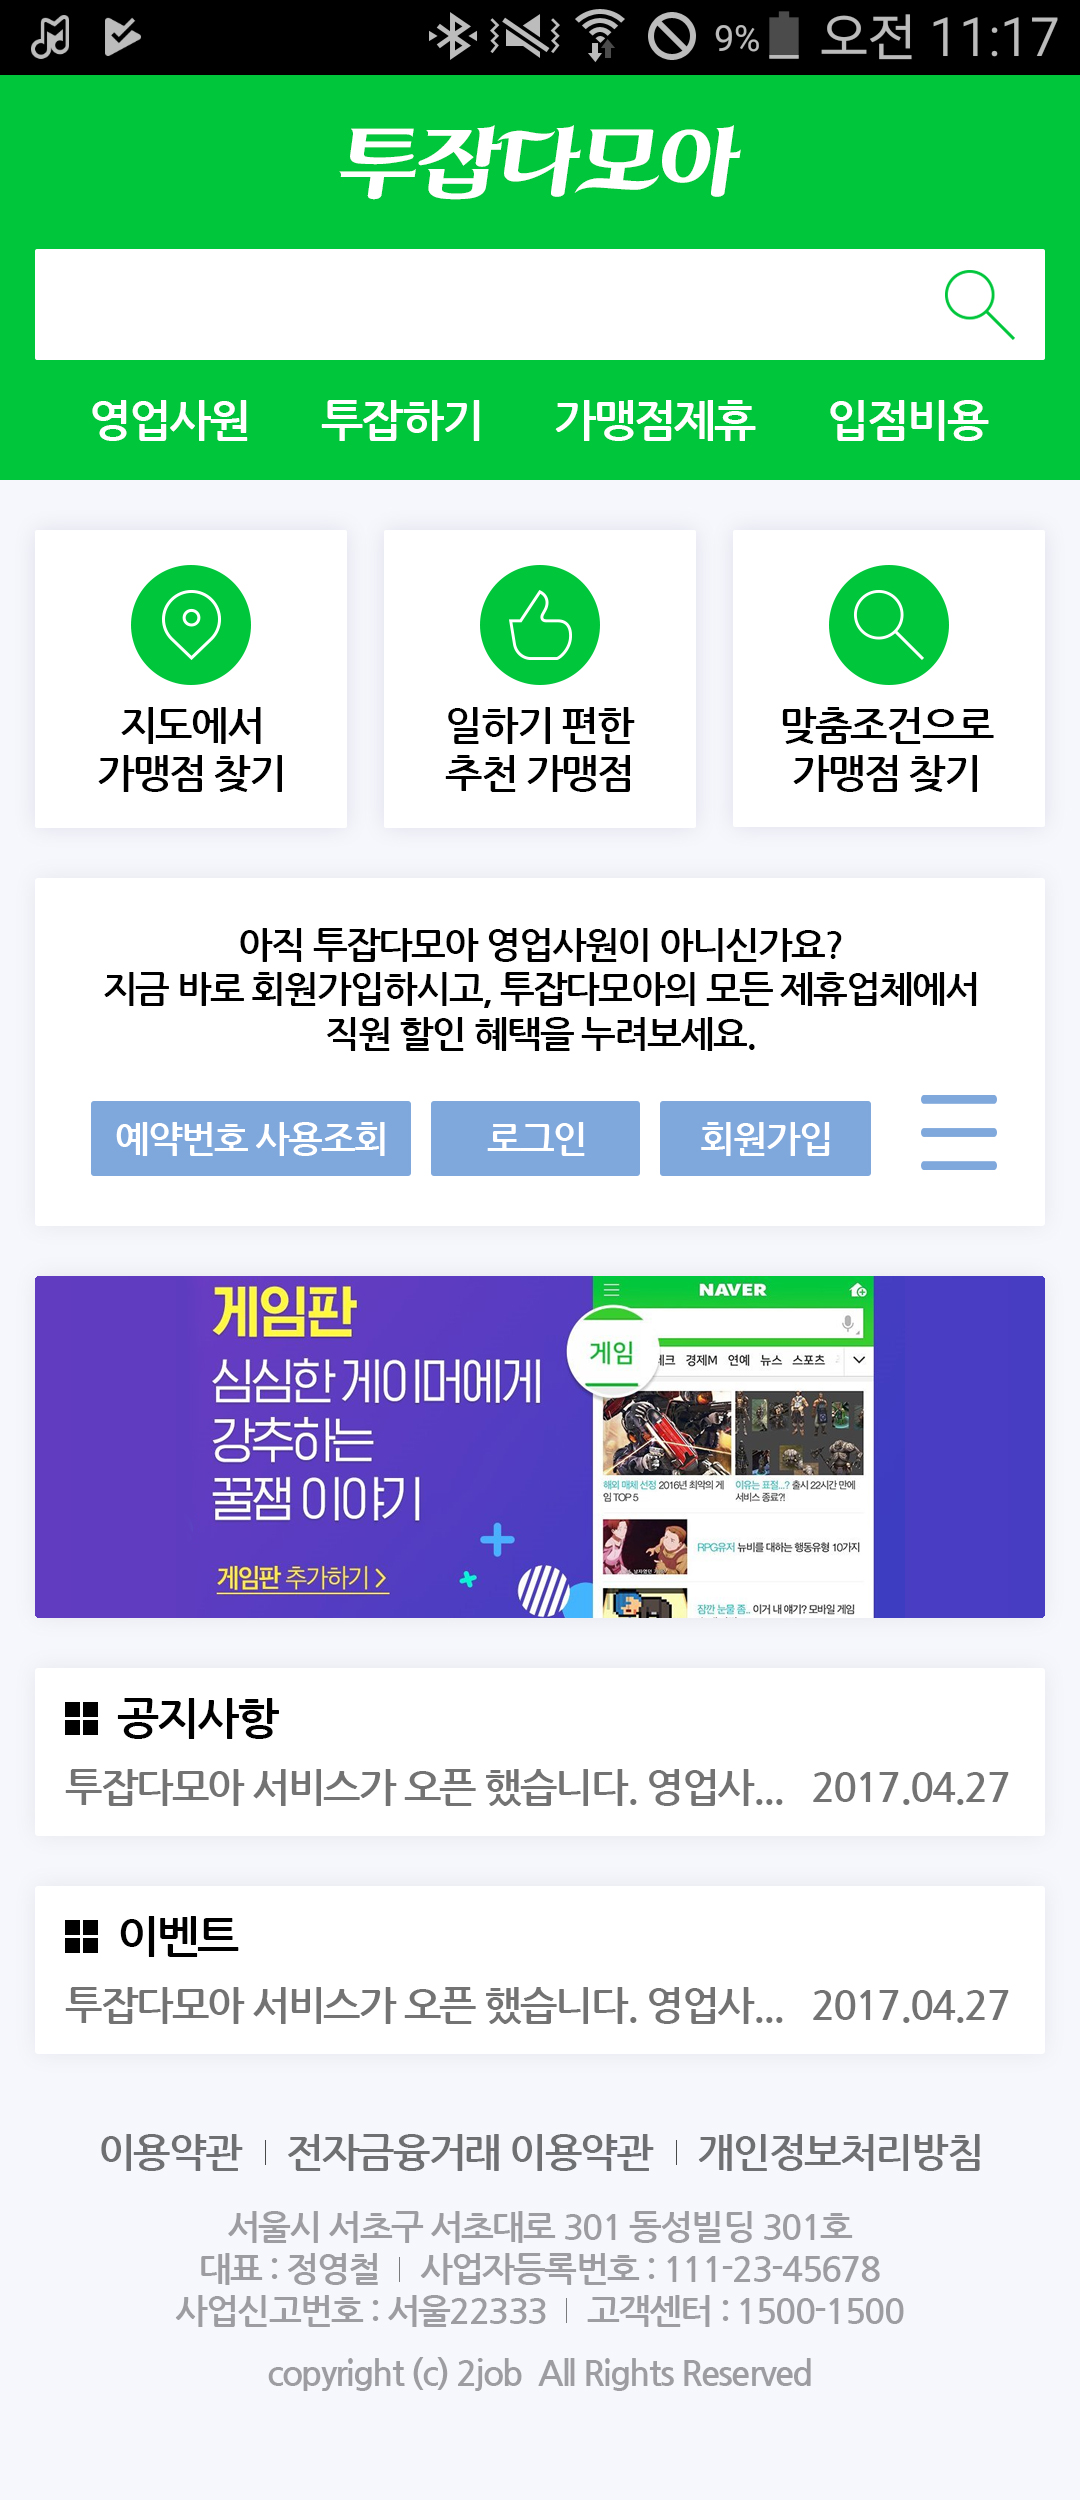 9% 오전 11:17
투잡다모아
영업사원 투잡하기 가맹점제휴 입점비용
지도에서
가맹점 찾기
일하기 편한
추천 가맹점
맞춤조건으로
가맹점 찾기
아직 투잡다모아 영업사원이 아니신가요?
지금 바로 회원가입하시고, 투잡다모아의 모든 제휴업체에서
직원 할인 혜택을 누려보세요.
예약번호 사용조회 로그인 회원가입
게임판
심심한 게이머에게
강추하는
꿀잼 이야기
게임판 추가하기
NAVER
게임
테크 경제M 연예 뉴스 스포츠
해외 매체 선정 2016년 최악의 게
임 TOP 5
이유는 표절...? 출시 22시간 만에
서비스 종료?!
RPG유저 뉴비를 대하는 행동유형 10가지
잠깐 눈물 좀.. 이거 내 얘기? 모바일 게임
공지사항
투잡다모아 서비스가 오픈 했습니다. 영업사... 2017.04.27
이벤트
투잡다모아 서비스가 오픈 했습니다. 영업사... 2017.04.27
이용약관 | 전자금융거래 이용약관 | 개인정보처리방침
서울시 서초구 서초대로 301 동성빌딩 301호
대표 : 정영철 | 사업자등록번호 : 111-23-45678
사업신고번호 : 서울22333 | 고객센터 : 1500-1500
copyright (c) 2job All Rights Reserved